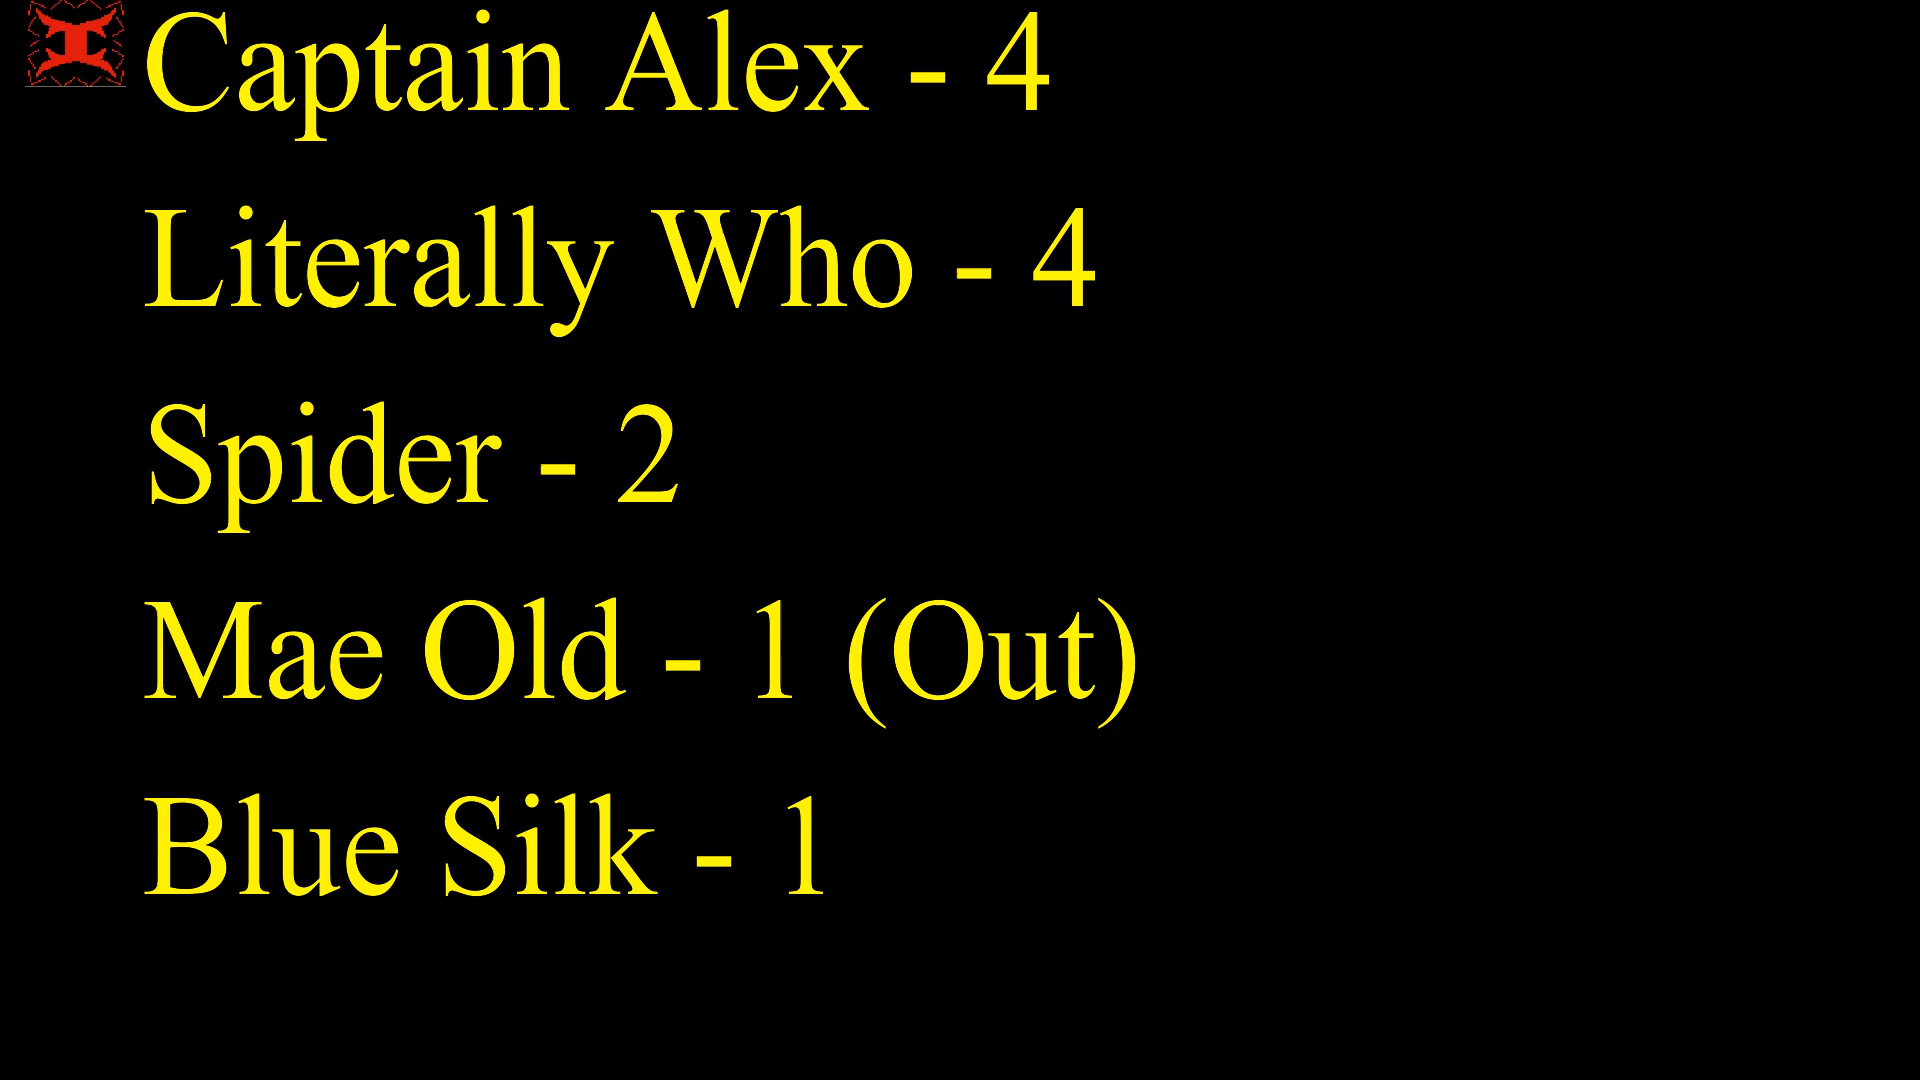 Captain Alex - 4
Literally Who - 4
Spider - 2
Mae Old - 1 (Out)
Blue Silk - 1